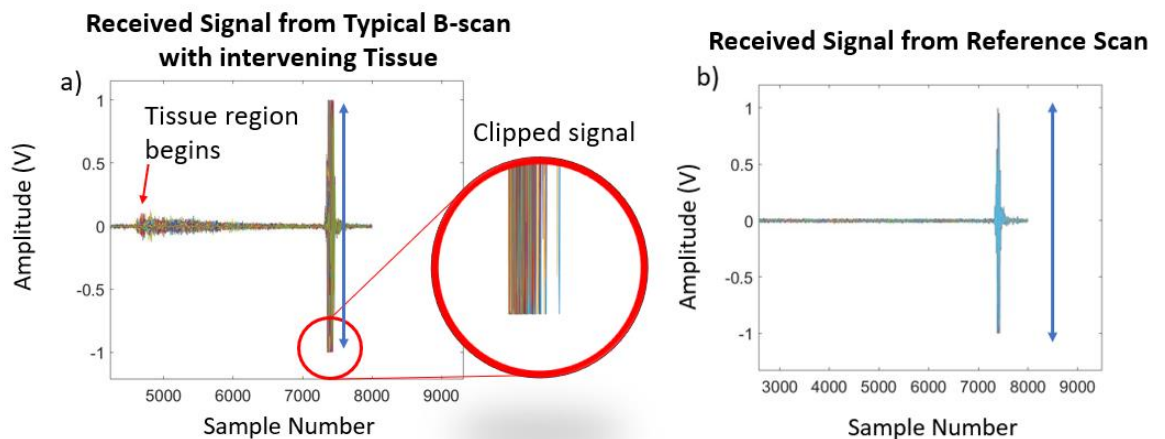 Received Signal from Typical B-scan
with intervening Tissue
a)
Tissue region
begins
Clipped signal
Amplitude (V)
1
0.5
0
-0.5
-1
5000 6000 7000 8000 9000
Sample Number
Received Signal from Reference Scan
b)
Amplitude (V)
1
0.5
0
-0.5
-1
3000 4000 5000 6000 7000 8000 9000
Sample Number